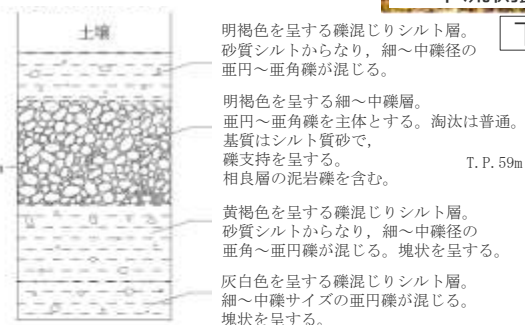 土壌
明褐色を呈する礫混じりシルト層。
砂質シルトからなり，細～中礫径の
亜円～亜角礫が混じる。
明褐色を呈する細～中礫層。
亜円～亜角礫を主体とする。淘汰は普通。
基質はシルト質砂で，
礫支持を呈する。
相良層の泥岩礫を含む。
T.P.59m
黄褐色を呈する礫混じりシルト層。
砂質シルトからなり，細～中礫径の
亜角～亜円礫が混じる。塊状を呈する。
灰白色を呈する礫混じりシルト層。
細～中礫サイズの亜円礫が混じる。
塊状を呈する。